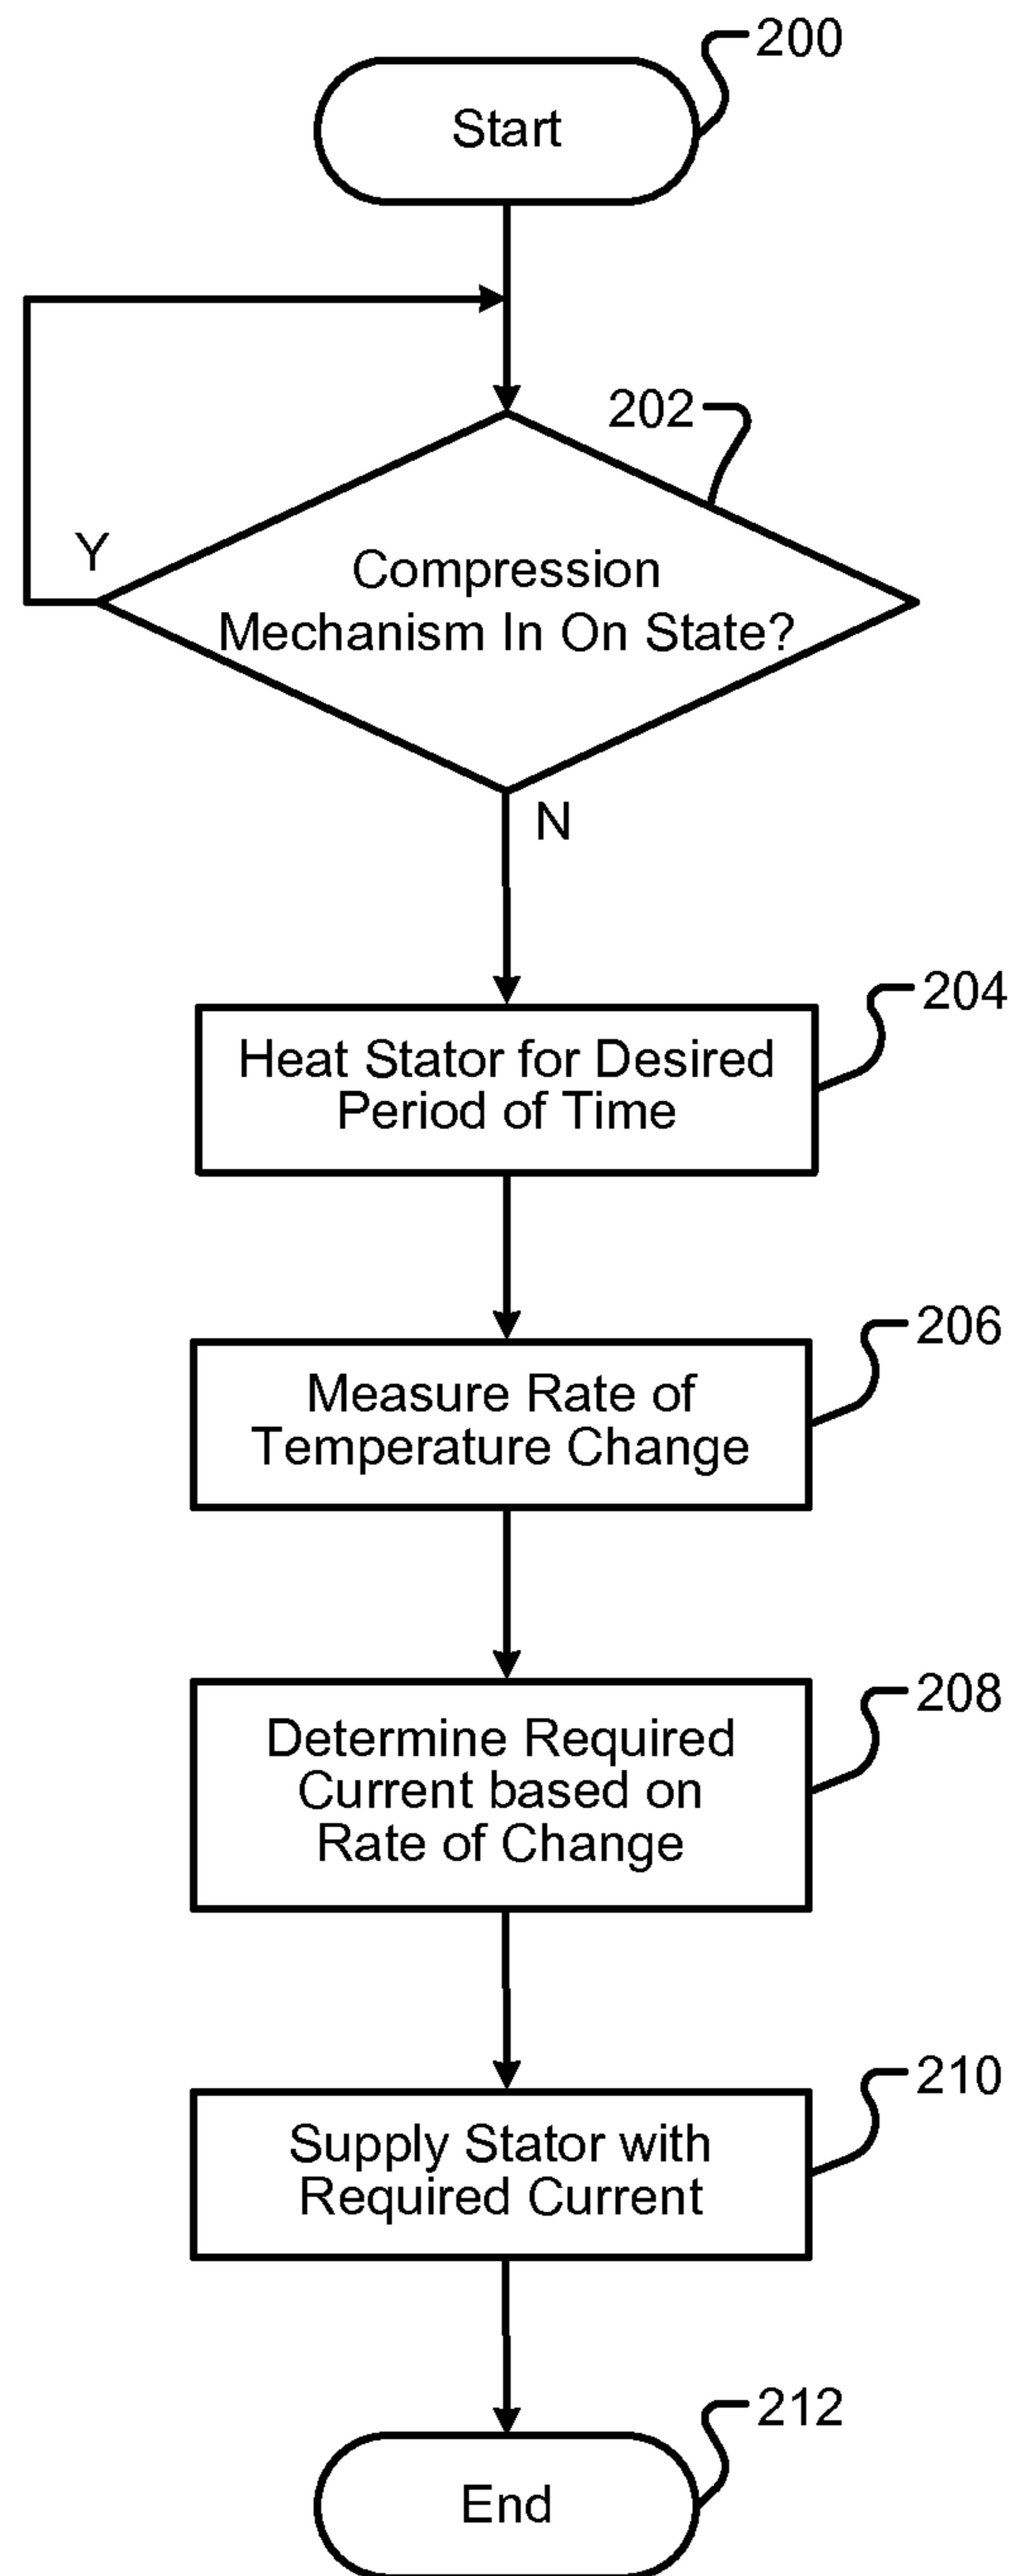 200
Start
202
Y
Compression
Mechanism In On State?
N
204
Heat Stator for Desired
Period of Time
206
Measure Rate of
Temperature Change
208
Determine Required
Current based on
Rate of Change
210
Supply Stator with
Required Current
212
End